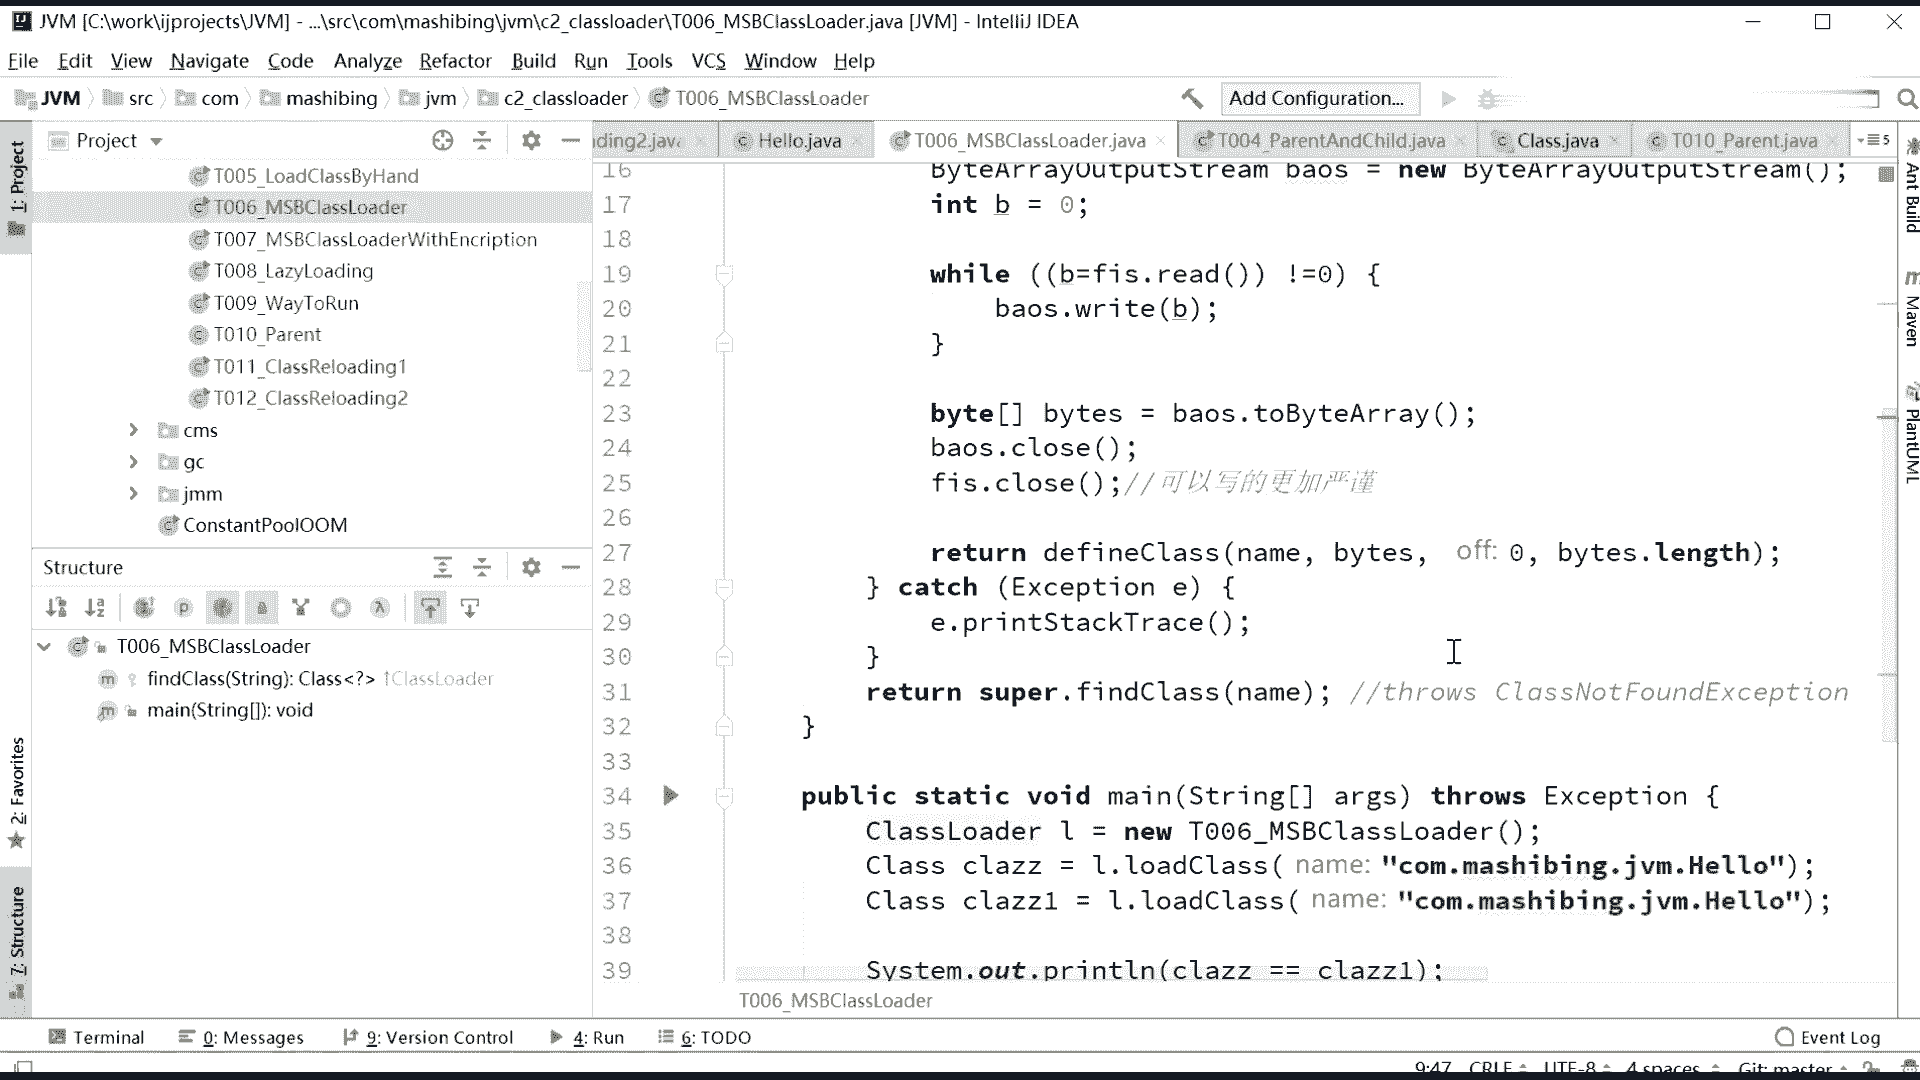 JVM [C:\work\ijprojects\JVM] - ...\src\com\mashibing\jvm\c2_classloader\T006_MSBClassLoader.java [JVM] - IntelliJ IDEA
File Edit View Navigate Code Analyze Refactor Build Run Tools VCS Window Help
JVM src com mashibing jvm c2_classloader T006_MSBClassLoader Add Configuration...
Project
ding2.java Hello.java T006_MSBClassLoader.java T004_ParentAndChild.java Class.java T010_Parent.java 5
1: Project
T005_LoadClassByHand
T006_MSBClassLoader
T007_MSBClassLoaderWithEncription
T008_LazyLoading
T009_WayToRun
T010_Parent
T011_ClassReloading1
T012_ClassReloading2
cms
gc
jmm
ConstantPoolOOM
Structure
T006_MSBClassLoader
findClass(String): Class<?> ↑ClassLoader
main(String[]): void
2: Favorites
7: Structure
16 ByteArrayOutputStream baos = new ByteArrayOutputStream();
17 int b = 0;
18
19 while ((b=fis.read()) !=0) {
20 baos.write(b);
21 }
22
23 byte[] bytes = baos.toByteArray();
24 baos.close();
25 fis.close();//可以写的更加严谨
26
27 return defineClass(name, bytes, off: 0, bytes.length);
28 } catch (Exception e) {
29 e.printStackTrace();
30 }
31 return super.findClass(name); //throws ClassNotFoundException
32 }
33
34 public static void main(String[] args) throws Exception {
35 ClassLoader l = new T006_MSBClassLoader();
36 Class clazz = l.loadClass( name: "com.mashibing.jvm.Hello");
37 Class clazz1 = l.loadClass( name: "com.mashibing.jvm.Hello");
38
39 System.out.println(clazz == clazz1);
T006_MSBClassLoader
Ant Build
Maven
PlantUML
Terminal 0: Messages 9: Version Control 4: Run 6: TODO Event Log
9:47 CRLF UTF-8 4 spaces Git: master